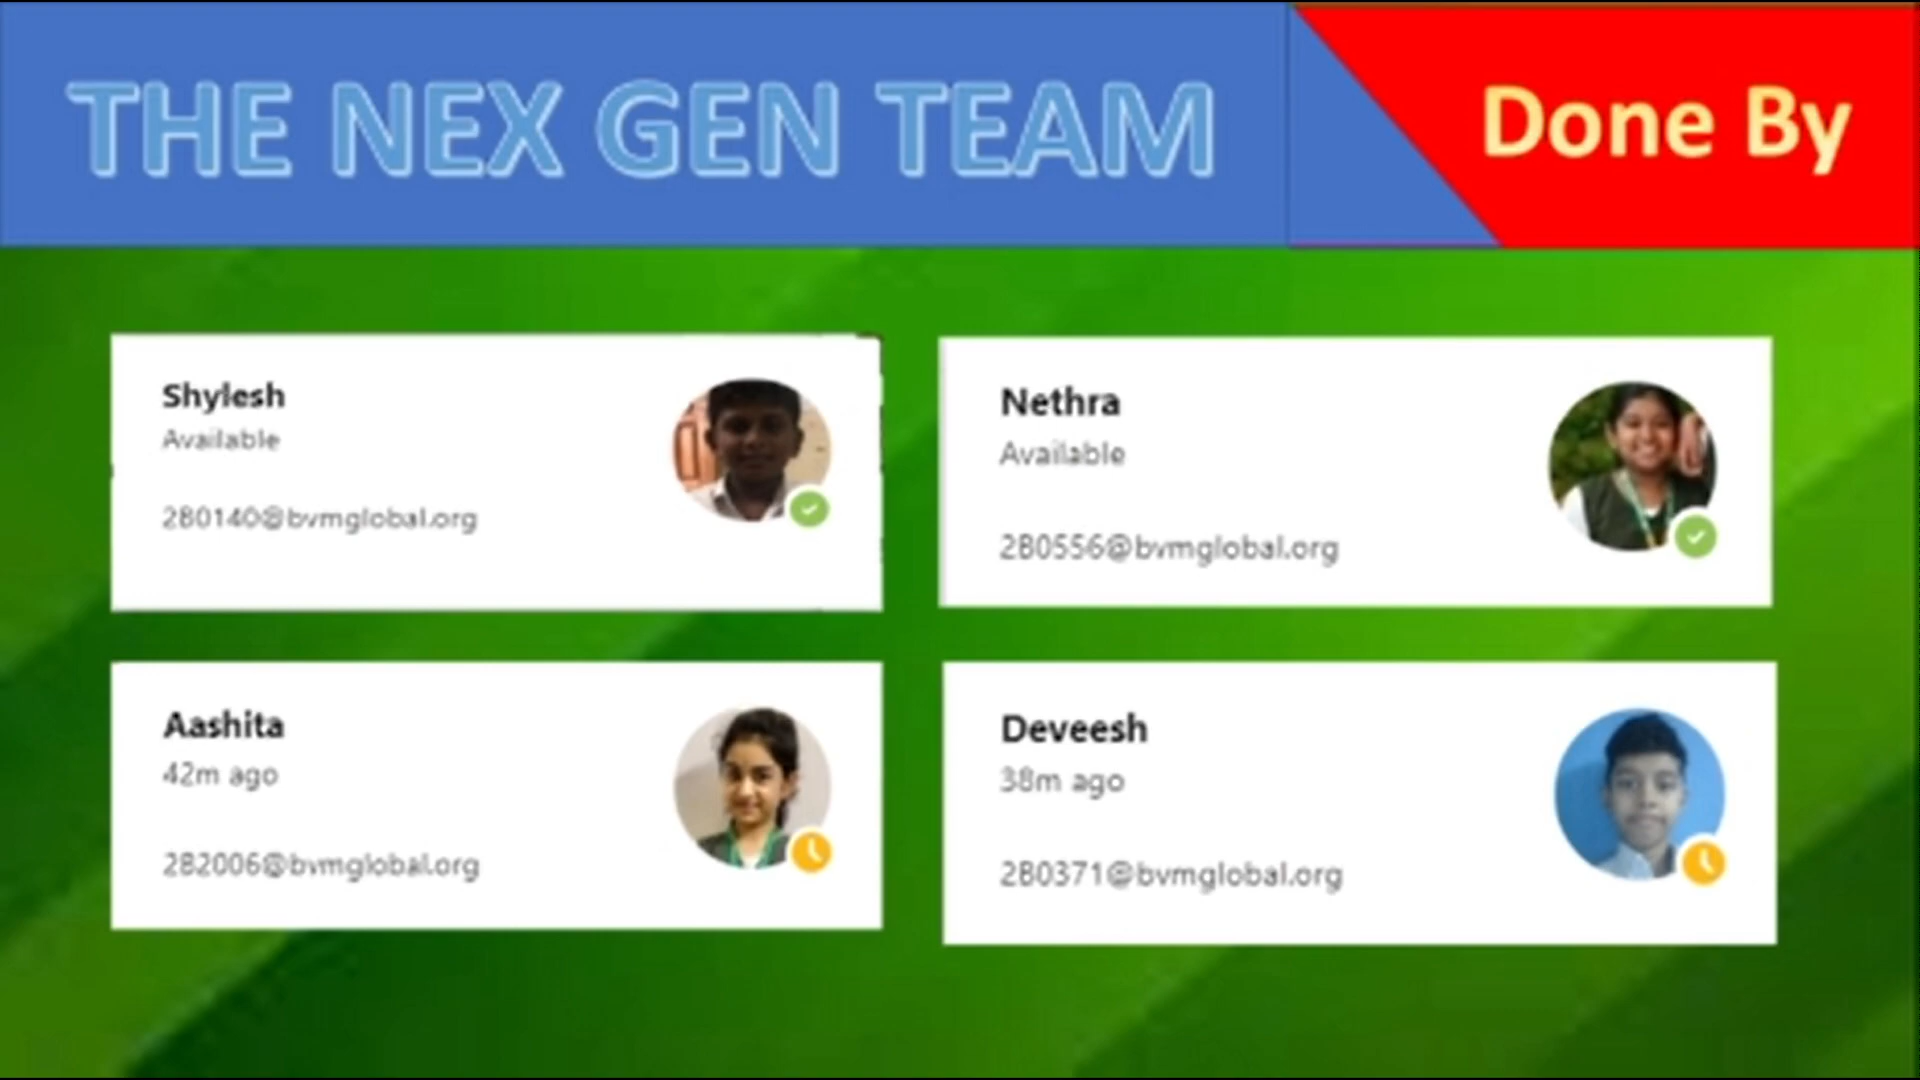 THE NEX GEN TEAM
Done By
Shylesh
Available
2B0140@bvmglobal.org
Nethra
Available
2B0556@bvmglobal.org
Aashita
42m ago
2B2006@bvmglobal.org
Deveesh
38m ago
2B0371@bvmglobal.org